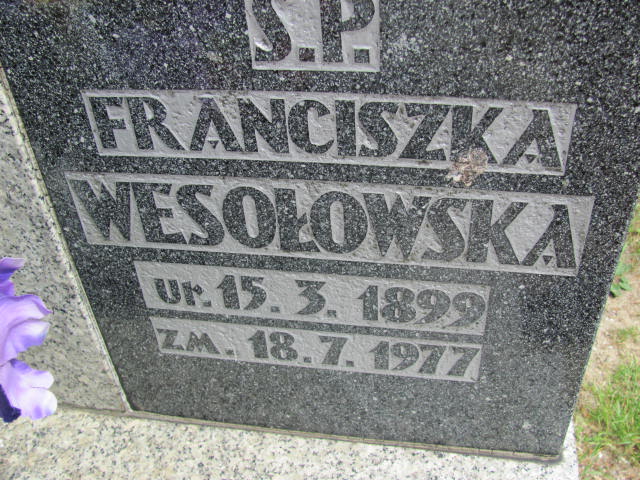 Ś.P.
FRANCISZKA
WESOŁOWSKA
Ur. 15. 3. 1899
ZM. 18. 7. 1977